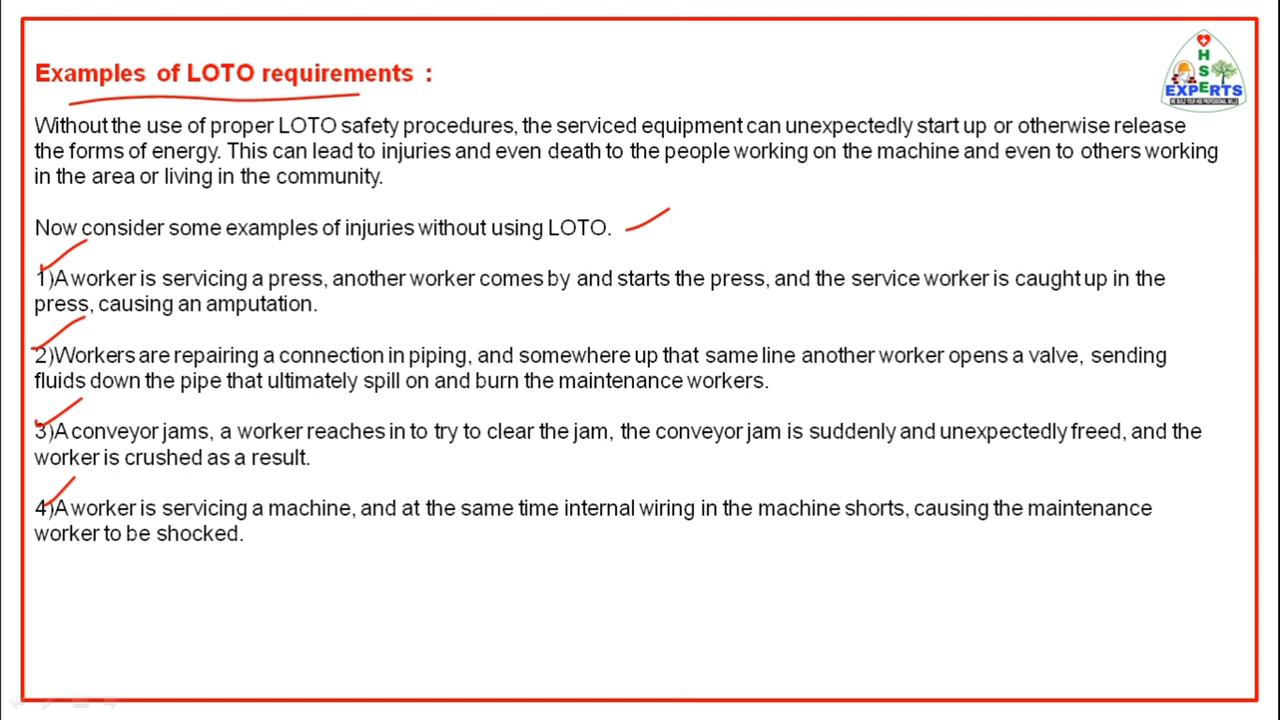 Examples of LOTO requirements :
H
S
E
EXPERTS
WE BUILD YOUR HSE PROFESSIONAL SKILLS
Without the use of proper LOTO safety procedures, the serviced equipment can unexpectedly start up or otherwise release
the forms of energy. This can lead to injuries and even death to the people working on the machine and even to others working
in the area or living in the community.
Now consider some examples of injuries without using LOTO.
1)A worker is servicing a press, another worker comes by and starts the press, and the service worker is caught up in the
press, causing an amputation.
2)Workers are repairing a connection in piping, and somewhere up that same line another worker opens a valve, sending
fluids down the pipe that ultimately spill on and burn the maintenance workers.
3)A conveyor jams, a worker reaches in to try to clear the jam, the conveyor jam is suddenly and unexpectedly freed, and the
worker is crushed as a result.
4)A worker is servicing a machine, and at the same time internal wiring in the machine shorts, causing the maintenance
worker to be shocked.